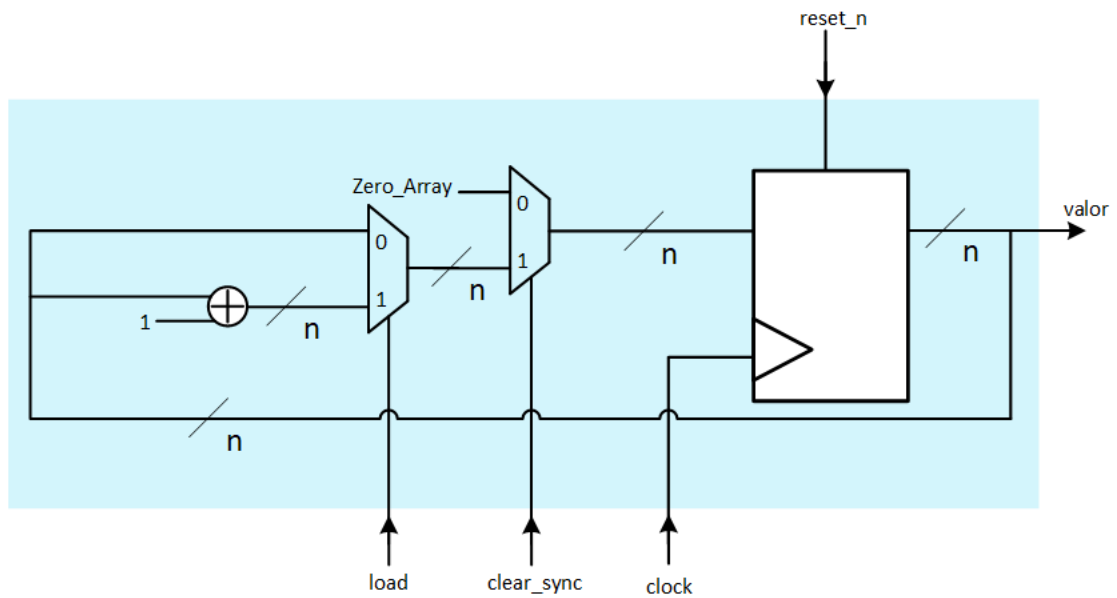 reset_n
Zero_Array
0
valor
0
n
n
1
n
1
n
1
n
load
clear_sync
clock